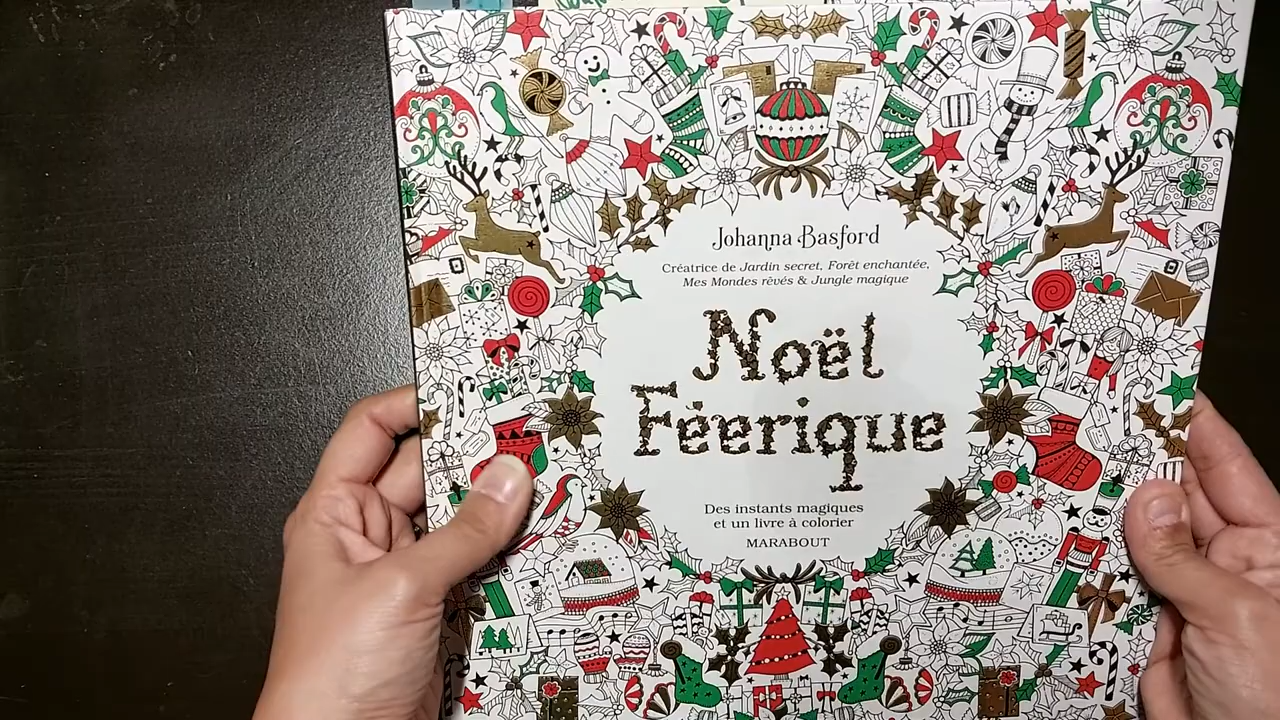 Johanna Basford
Créatrice de Jardin secret, Forêt enchantée,
Mes Mondes rêvés & Jungle magique
Noël
Féerique
Des instants magiques
et un livre à colorier
MARABOUT